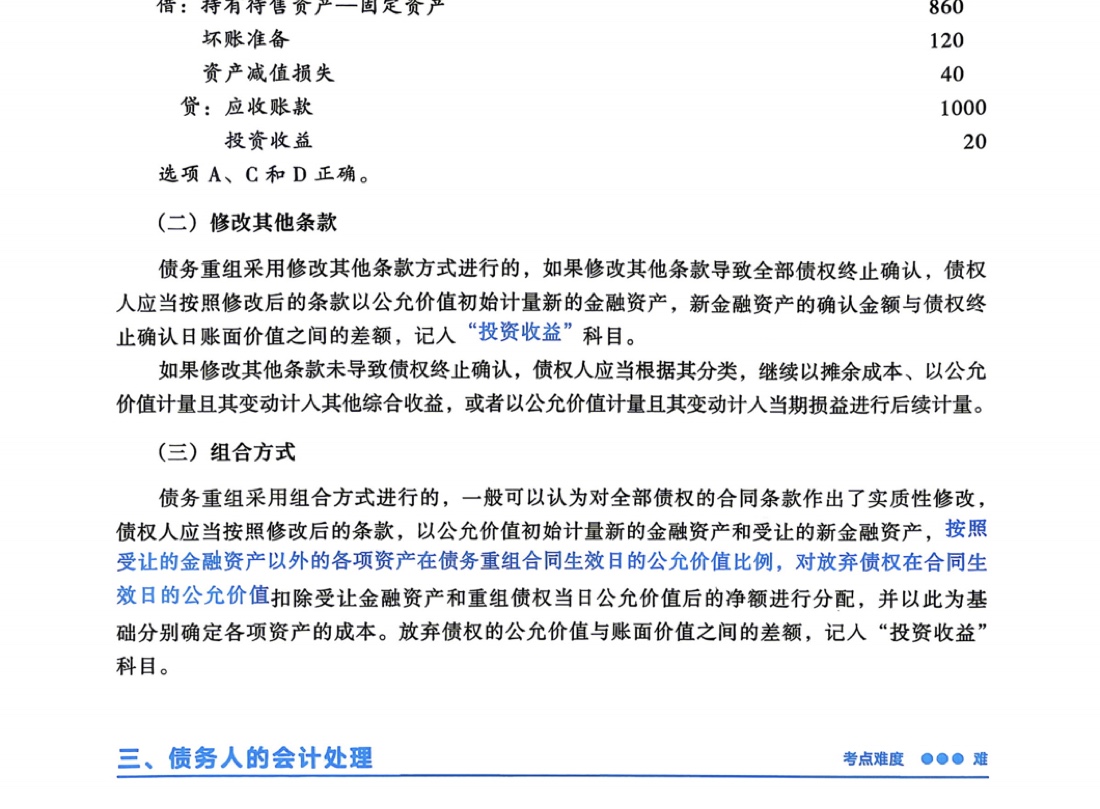 借：持有待售资产—固定资产 860
坏账准备 120
资产减值损失 40
贷：应收账款 1000
投资收益 20
选项 A、C 和 D 正确。
（二）修改其他条款
债务重组采用修改其他条款方式进行的，如果修改其他条款导致全部债权终止确认，债权
人应当按照修改后的条款以公允价值初始计量新的金融资产，新金融资产的确认金额与债权终
止确认日账面价值之间的差额，记入“投资收益”科目。
如果修改其他条款未导致债权终止确认，债权人应当根据其分类，继续以摊余成本、以公允
价值计量且其变动计入其他综合收益，或者以公允价值计量且其变动计入当期损益进行后续计量。
（三）组合方式
债务重组采用组合方式进行的，一般可以认为对全部债权的合同条款作出了实质性修改，
债权人应当按照修改后的条款，以公允价值初始计量新的金融资产和受让的新金融资产，按照
受让的金融资产以外的各项资产在债务重组合同生效日的公允价值比例，对放弃债权在合同生
效日的公允价值扣除受让金融资产和重组债权当日公允价值后的净额进行分配，并以此为基
础分别确定各项资产的成本。放弃债权的公允价值与账面价值之间的差额，记入“投资收益”
科目。
三、债务人的会计处理 考点难度 ●●● 难